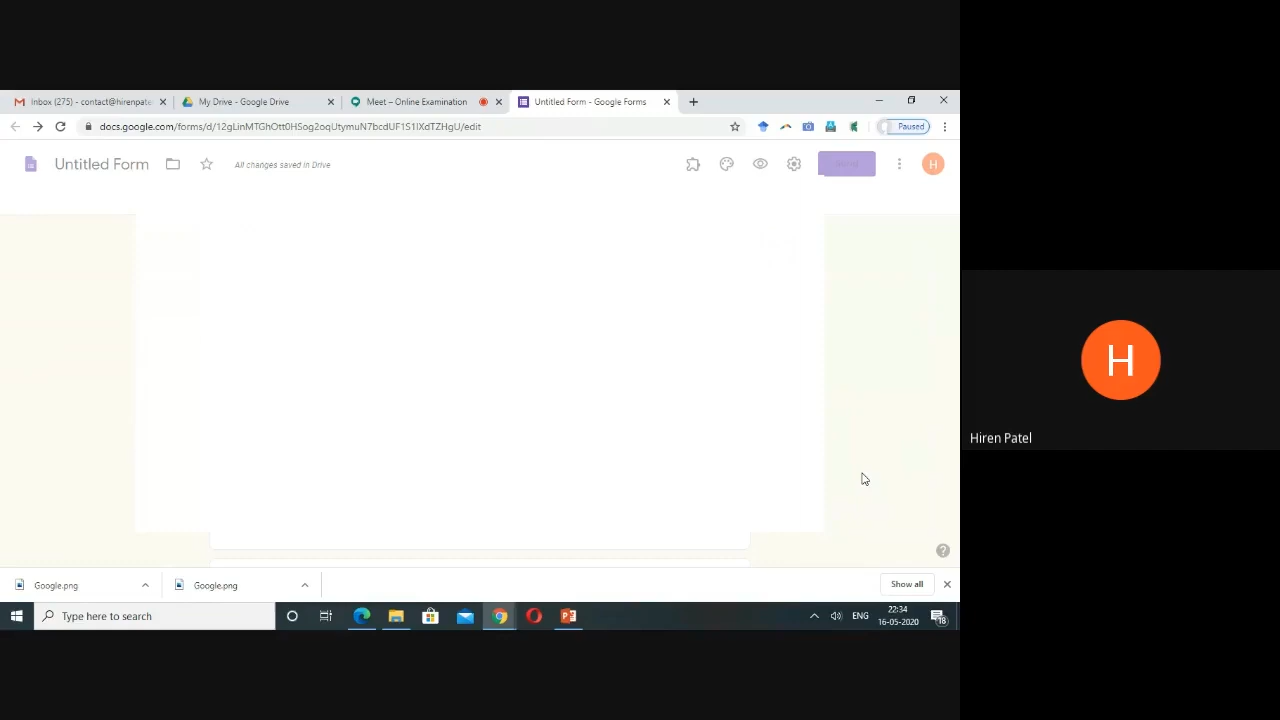 Inbox (275) - contact@hirenpate
My Drive - Google Drive
Meet – Online Examination
Untitled Form - Google Forms
docs.google.com/forms/d/12gLinMTGhOtt0HSog2oqUtymuN7bcdUF1S1lXdTZHgU/edit
Paused
Untitled Form
All changes saved in Drive
H
H
Hiren Patel
?
Google.png
Google.png
Show all
Type here to search
ENG
22:34
16-05-2020
18